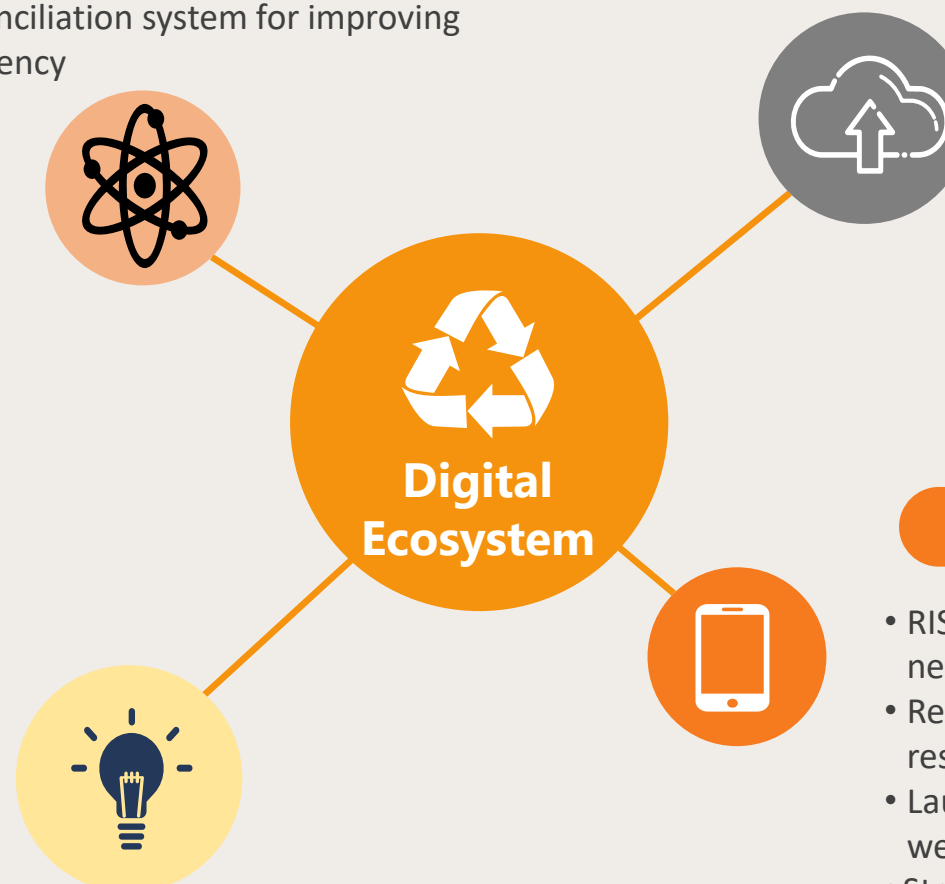 nciliation system for improving
ency
Digital
Ecosystem
• RIS
ne
• Re
res
• Lau
we